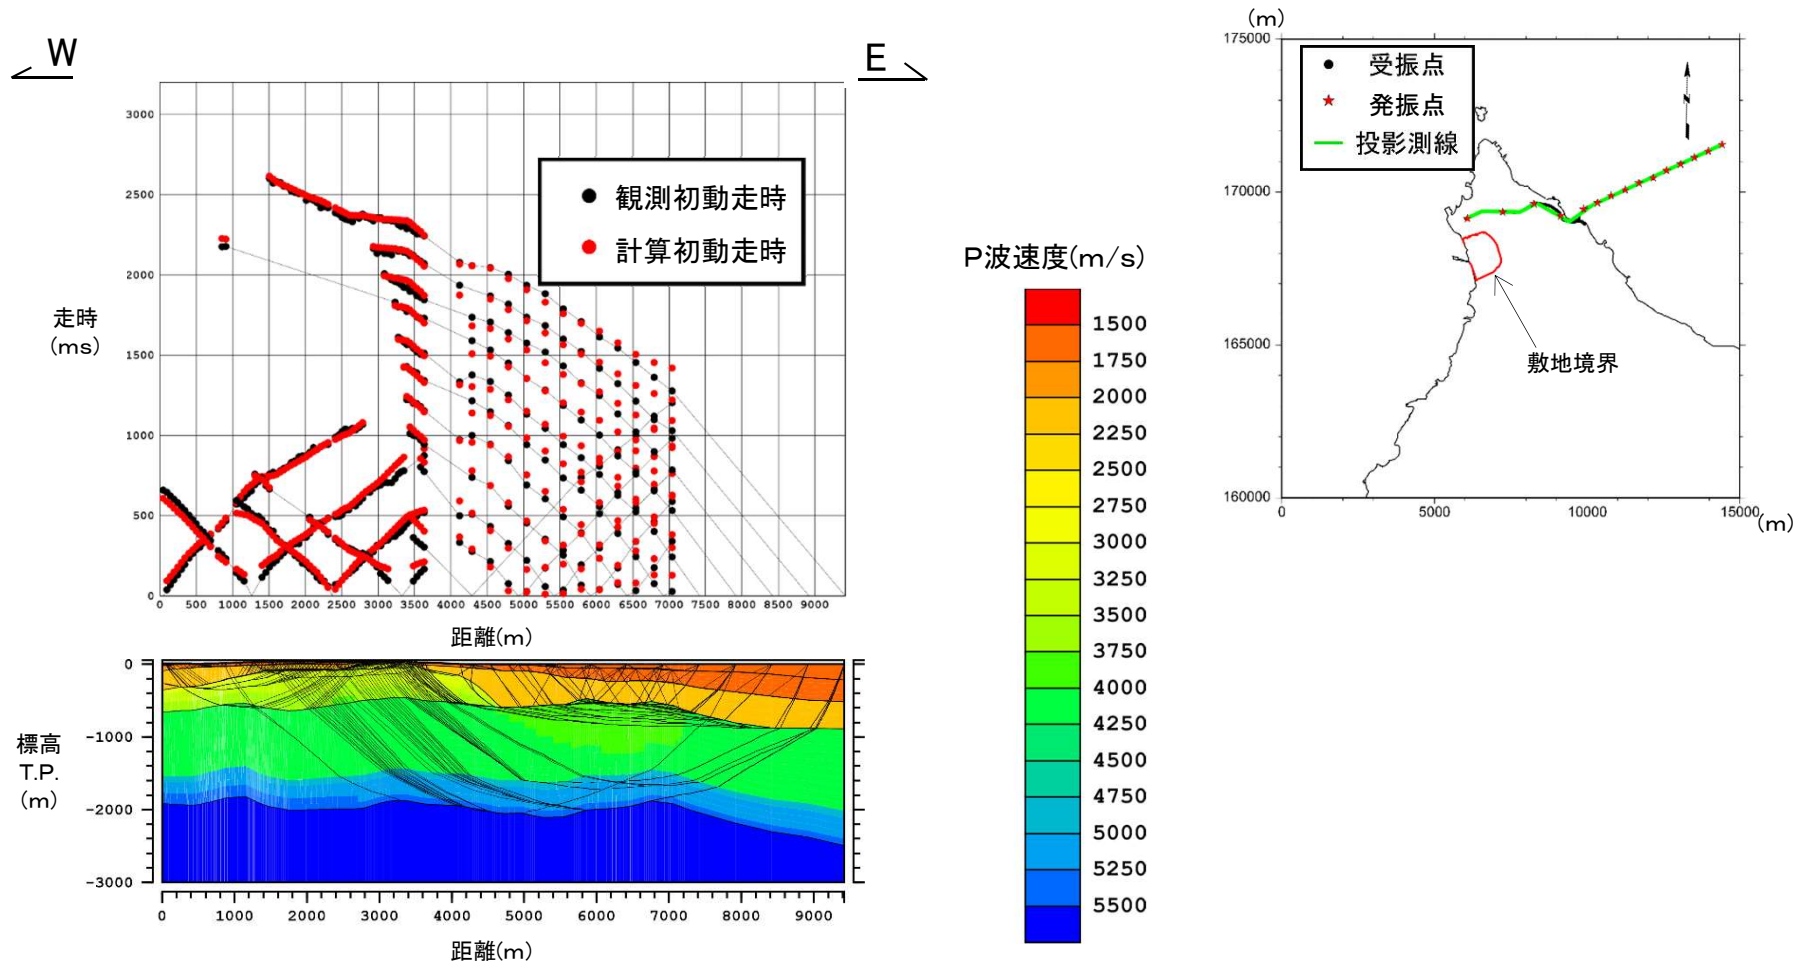 W
E
3000
2500
2000
1500
1000
500
0
走時
(ms)
観測初動走時
計算初動走時
0 500 1000 1500 2000 2500 3000 3500 4000 4500 5000 5500 6000 6500 7000 7500 8000 8500 9000
距離(m)
標高
T.P.
(m)
0
-1000
-2000
-3000
0 1000 2000 3000 4000 5000 6000 7000 8000 9000
距離(m)
P波速度(m/s)
1500
1750
2000
2250
2500
2750
3000
3250
3500
3750
4000
4250
4500
4750
5000
5250
5500
(m)
175000
170000
165000
160000
受振点
発振点
投影測線
N
敷地境界
0 5000 10000 15000 (m)